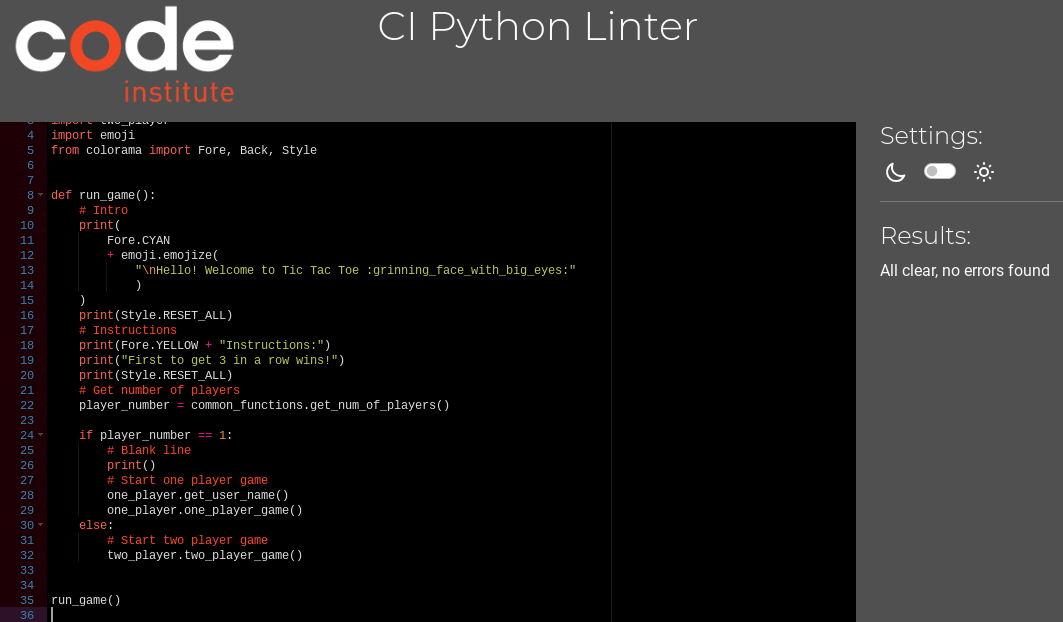 code
institute
CI Python Linter
3 import two_player
4 import emoji
5 from colorama import Fore, Back, Style
6
7
8 def run_game():
9     # Intro
10     print(
11         Fore.CYAN
12         + emoji.emojize(
13             "\nHello! Welcome to Tic Tac Toe :grinning_face_with_big_eyes:"
14             )
15     )
16     print(Style.RESET_ALL)
17     # Instructions
18     print(Fore.YELLOW + "Instructions:")
19     print("First to get 3 in a row wins!")
20     print(Style.RESET_ALL)
21     # Get number of players
22     player_number = common_functions.get_num_of_players()
23
24     if player_number == 1:
25         # Blank line
26         print()
27         # Start one player game
28         one_player.get_user_name()
29         one_player.one_player_game()
30     else:
31         # Start two player game
32         two_player.two_player_game()
33
34
35 run_game()
36
Settings:
Results:
All clear, no errors found